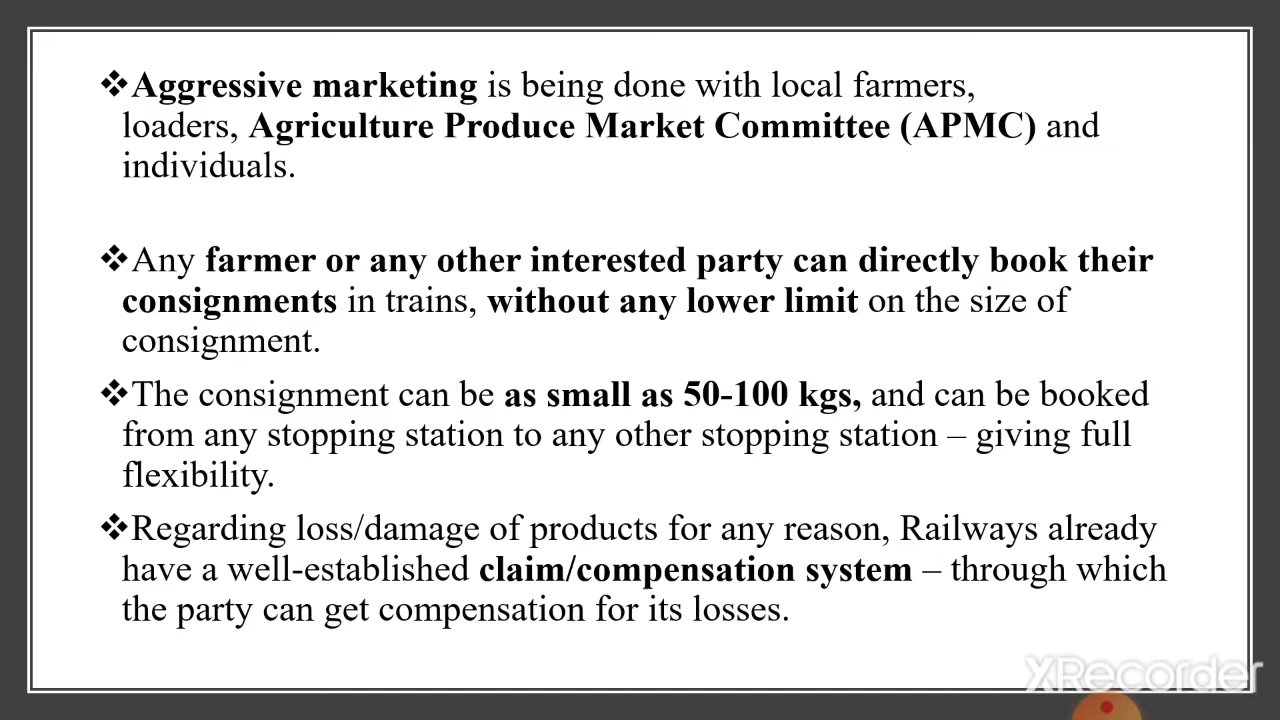 ❖Aggressive marketing is being done with local farmers,
loaders, Agriculture Produce Market Committee (APMC) and
individuals.
❖Any farmer or any other interested party can directly book their
consignments in trains, without any lower limit on the size of
consignment.
❖The consignment can be as small as 50-100 kgs, and can be booked
from any stopping station to any other stopping station – giving full
flexibility.
❖Regarding loss/damage of products for any reason, Railways already
have a well-established claim/compensation system – through which
the party can get compensation for its losses.
XRecorder